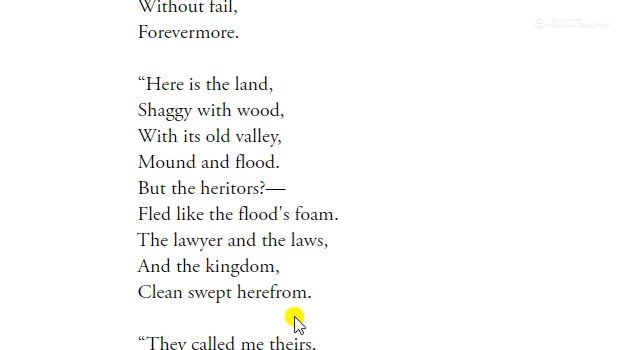 Without fail,
Forevermore.
“Here is the land,
Shaggy with wood,
With its old valley,
Mound and flood.
But the heritors?—
Fled like the flood's foam.
The lawyer and the laws,
And the kingdom,
Clean swept herefrom.
“They called me theirs,